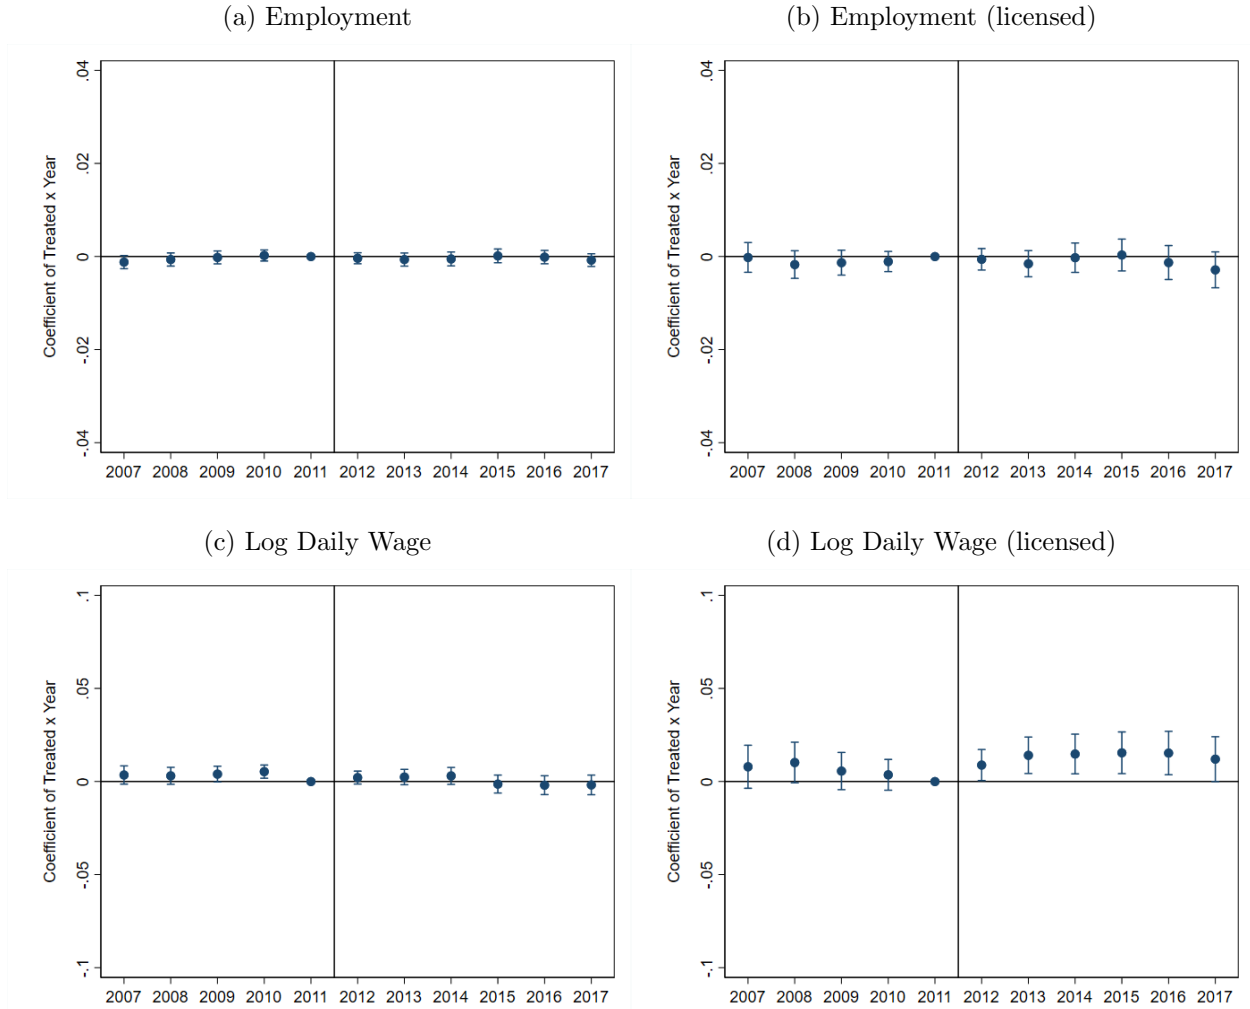 (a) Employment
(b) Employment (licensed)
Coefficient of Treated x Year
.04
.02
0
-.02
-.04
2007 2008 2009 2010 2011 2012 2013 2014 2015 2016 2017
Coefficient of Treated x Year
.04
.02
0
-.02
-.04
2007 2008 2009 2010 2011 2012 2013 2014 2015 2016 2017
(c) Log Daily Wage
(d) Log Daily Wage (licensed)
Coefficient of Treated x Year
.1
.05
0
-.05
-.1
2007 2008 2009 2010 2011 2012 2013 2014 2015 2016 2017
Coefficient of Treated x Year
.1
.05
0
-.05
-.1
2007 2008 2009 2010 2011 2012 2013 2014 2015 2016 2017